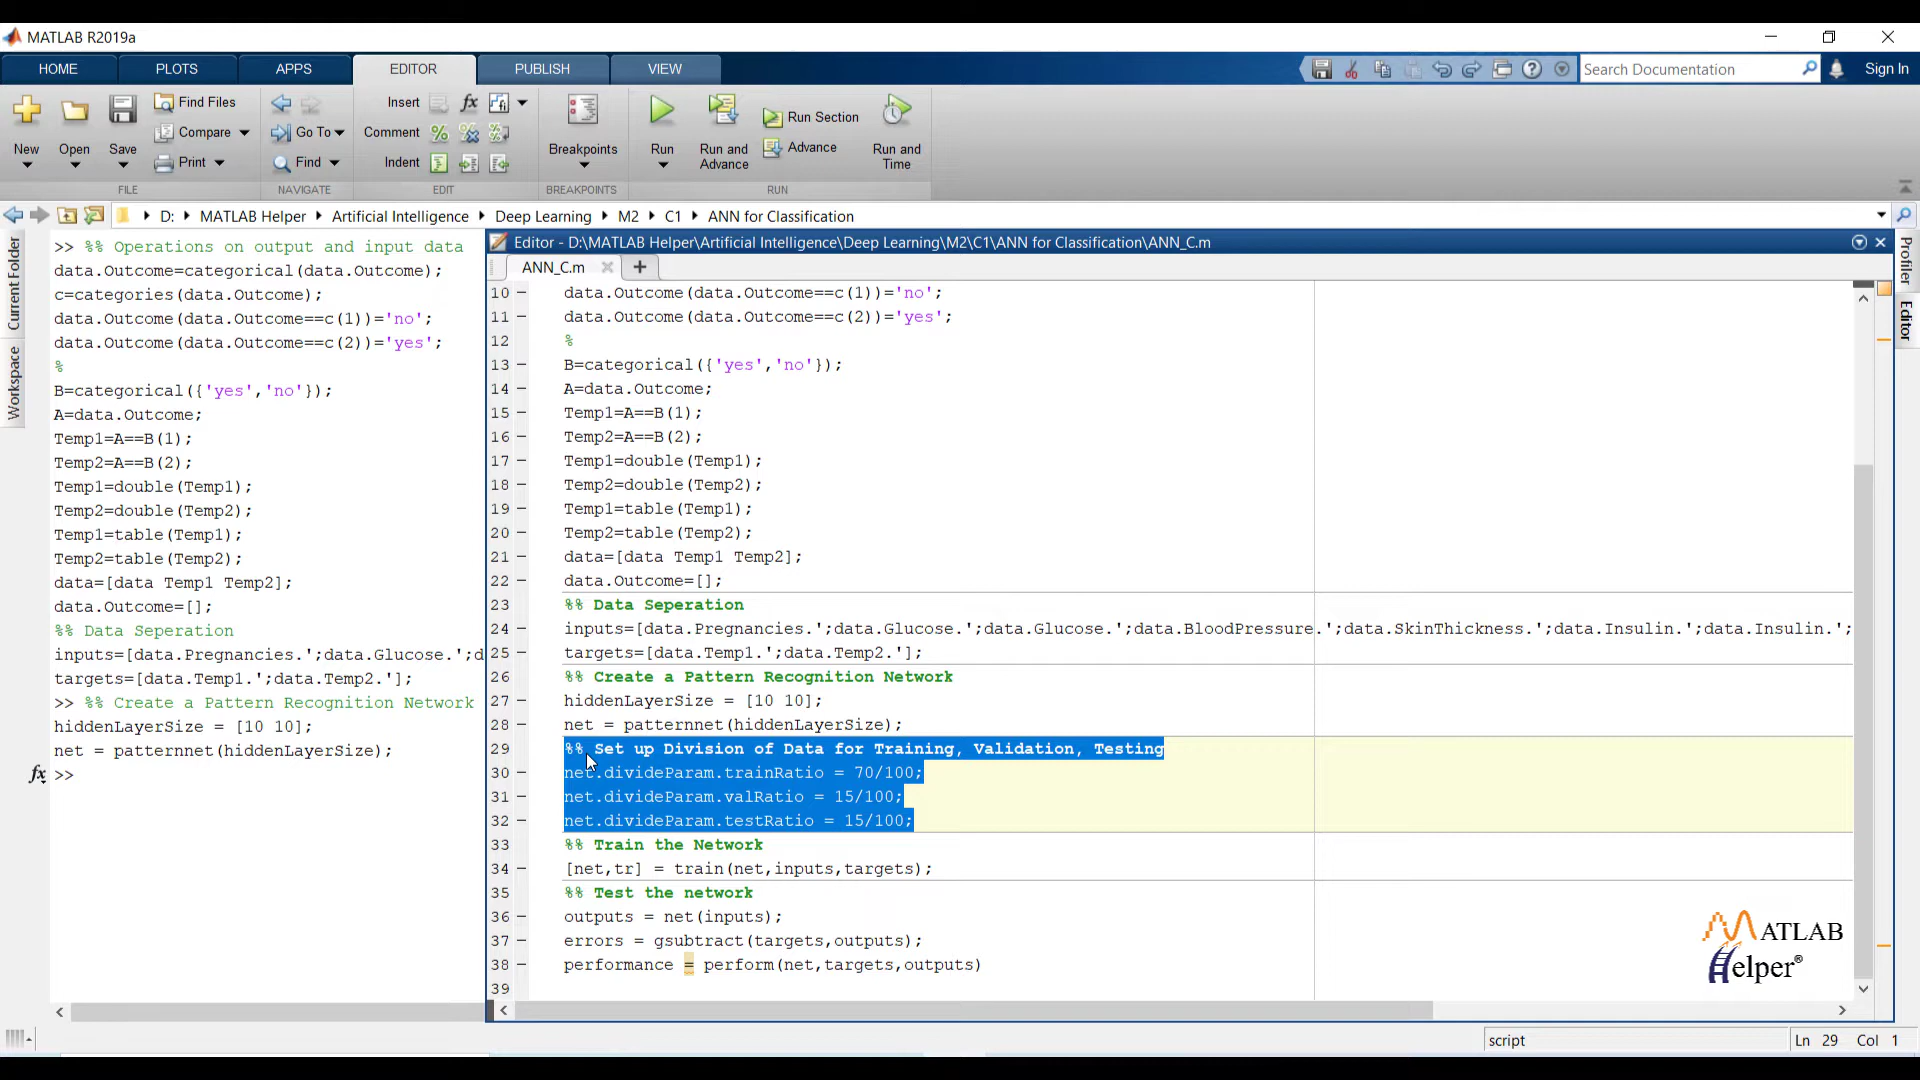 MATLAB R2019a
HOME PLOTS APPS EDITOR PUBLISH VIEW Search Documentation Sign In
New Open Save Find Files Compare Print
Go To Find
Insert fx Comment Indent
Breakpoints Run Run and Advance Run Section Advance Run and Time
FILE NAVIGATE EDIT BREAKPOINTS RUN
D: MATLAB Helper Artificial Intelligence Deep Learning M2 C1 ANN for Classification
Current Folder
Workspace
>> %% Operations on output and input data
data.Outcome=categorical(data.Outcome);
c=categories(data.Outcome);
data.Outcome(data.Outcome==c(1))='no';
data.Outcome(data.Outcome==c(2))='yes';
%
B=categorical({'yes','no'});
A=data.Outcome;
Temp1=A==B(1);
Temp2=A==B(2);
Temp1=double(Temp1);
Temp2=double(Temp2);
Temp1=table(Temp1);
Temp2=table(Temp2);
data=[data Temp1 Temp2];
data.Outcome=[];
%% Data Seperation
inputs=[data.Pregnancies.';data.Glucose.';d
targets=[data.Temp1.';data.Temp2.'];
>> %% Create a Pattern Recognition Network
hiddenLayerSize = [10 10];
net = patternnet(hiddenLayerSize);
fx >>
Editor - D:\MATLAB Helper\Artificial Intelligence\Deep Learning\M2\C1\ANN for Classification\ANN_C.m
ANN_C.m
10 data.Outcome(data.Outcome==c(1))='no';
11 data.Outcome(data.Outcome==c(2))='yes';
12 %
13 B=categorical({'yes','no'});
14 A=data.Outcome;
15 Temp1=A==B(1);
16 Temp2=A==B(2);
17 Temp1=double(Temp1);
18 Temp2=double(Temp2);
19 Temp1=table(Temp1);
20 Temp2=table(Temp2);
21 data=[data Temp1 Temp2];
22 data.Outcome=[];
23 %% Data Seperation
24 inputs=[data.Pregnancies.';data.Glucose.';data.Glucose.';data.BloodPressure.';data.SkinThickness.';data.Insulin.';data.Insulin.';
25 targets=[data.Temp1.';data.Temp2.'];
26 %% Create a Pattern Recognition Network
27 hiddenLayerSize = [10 10];
28 net = patternnet(hiddenLayerSize);
29 %% Set up Division of Data for Training, Validation, Testing
30 net.divideParam.trainRatio = 70/100;
31 net.divideParam.valRatio = 15/100;
32 net.divideParam.testRatio = 15/100;
33 %% Train the Network
34 [net,tr] = train(net,inputs,targets);
35 %% Test the network
36 outputs = net(inputs);
37 errors = gsubtract(targets,outputs);
38 performance = perform(net,targets,outputs)
39
Profiler
Editor
MATLAB
Helper®
script Ln 29 Col 1